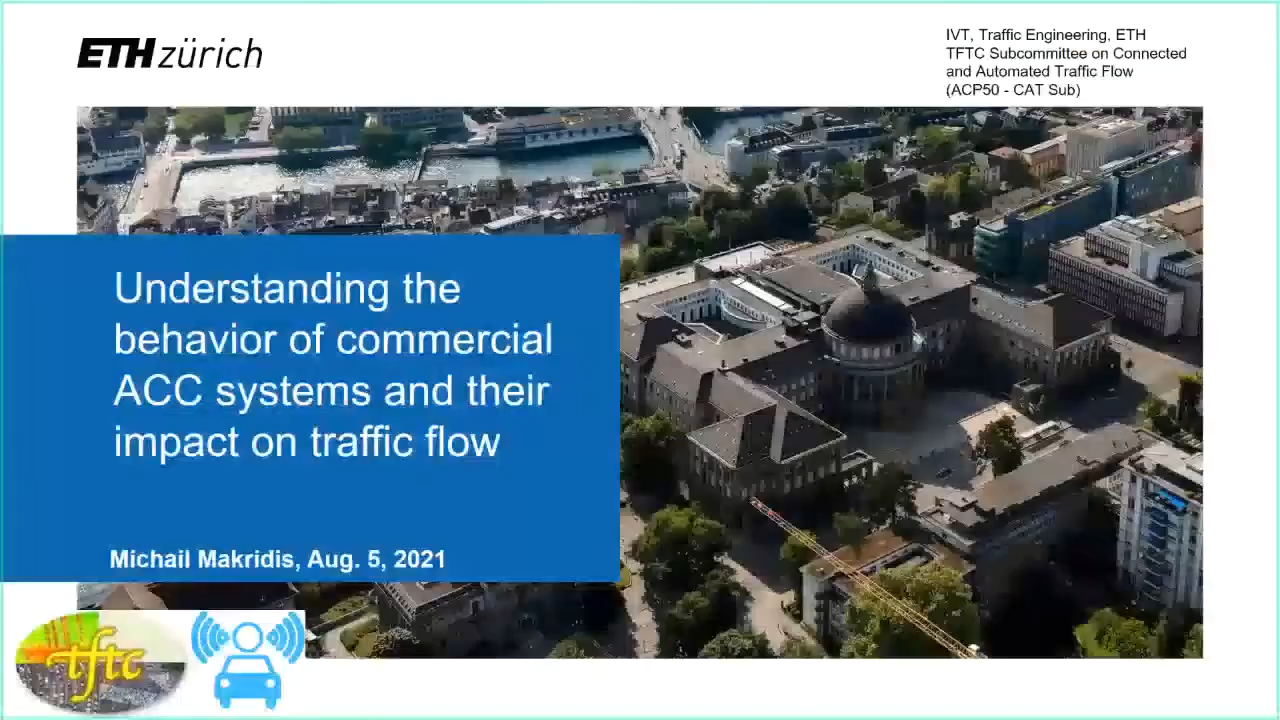 ETH zürich
IVT, Traffic Engineering, ETH
TFTC Subcommittee on Connected
and Automated Traffic Flow
(ACP50 - CAT Sub)
Understanding the
behavior of commercial
ACC systems and their
impact on traffic flow
Michail Makridis, Aug. 5, 2021
tftc